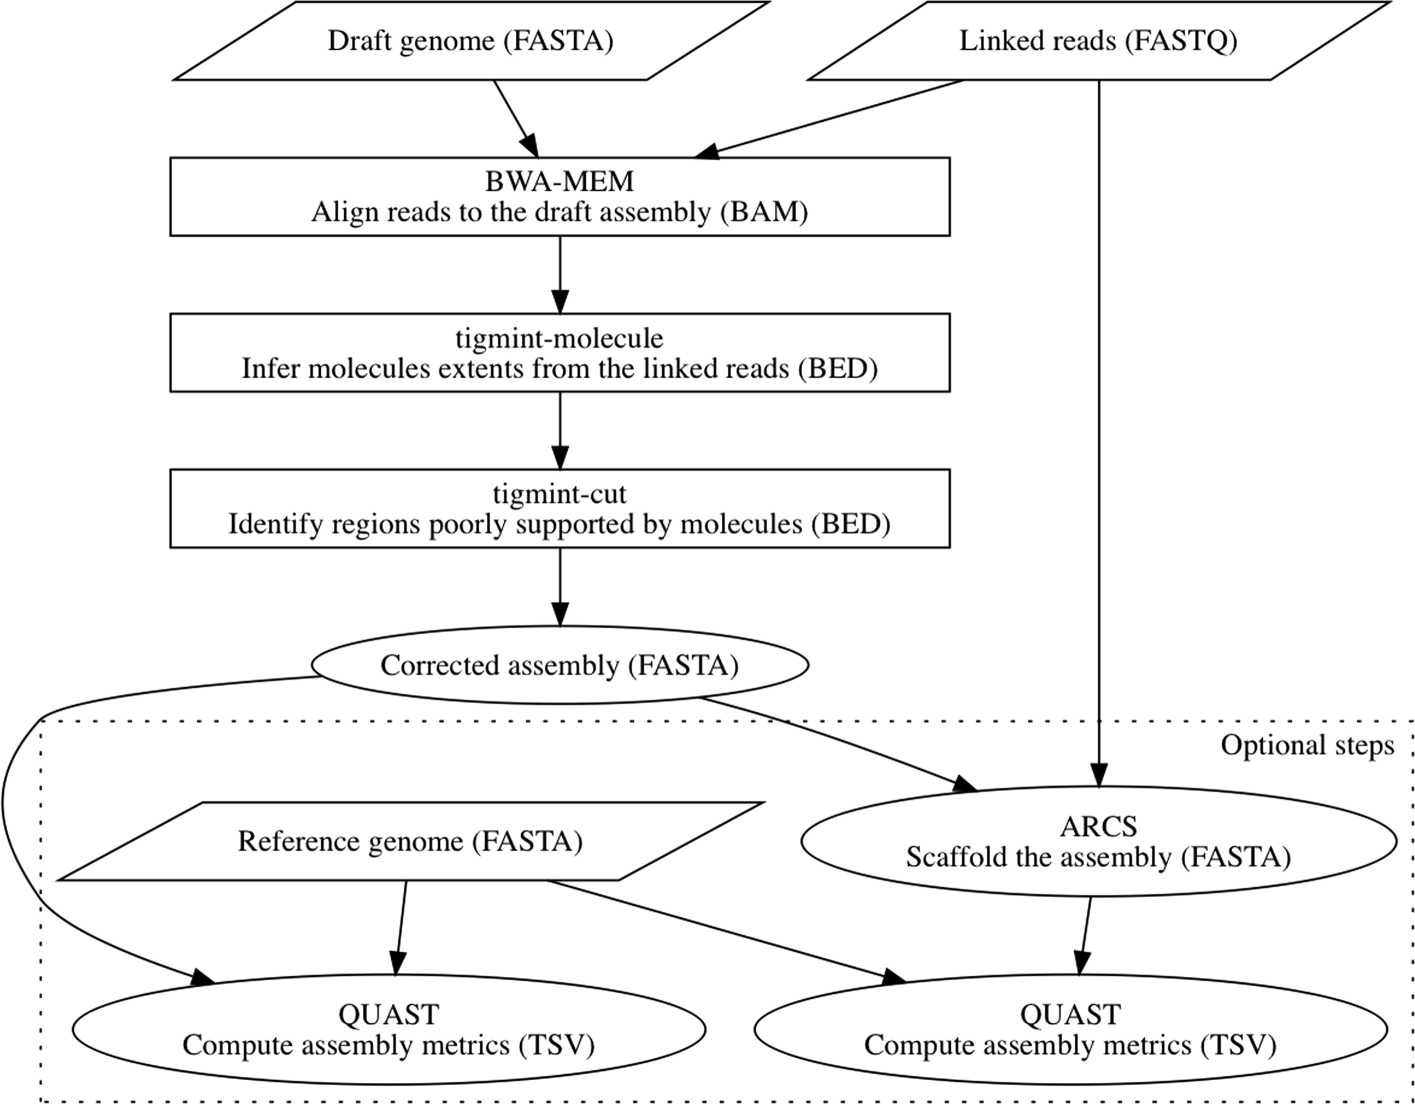 Draft genome (FASTA)
Linked reads (FASTQ)
BWA-MEM
Align reads to the draft assembly (BAM)
tigmint-molecule
Infer molecules extents from the linked reads (BED)
tigmint-cut
Identify regions poorly supported by molecules (BED)
Corrected assembly (FASTA)
Optional steps
Reference genome (FASTA)
ARCS
Scaffold the assembly (FASTA)
QUAST
Compute assembly metrics (TSV)
QUAST
Compute assembly metrics (TSV)